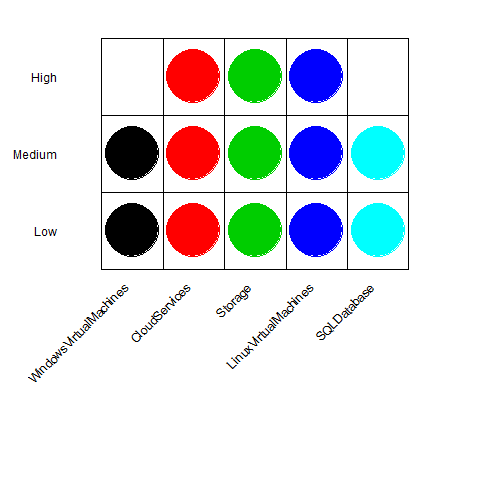 High
Medium
Low
WindowsVirtualMachines
CloudServices
Storage
LinuxVirtualMachines
SQLDatabase